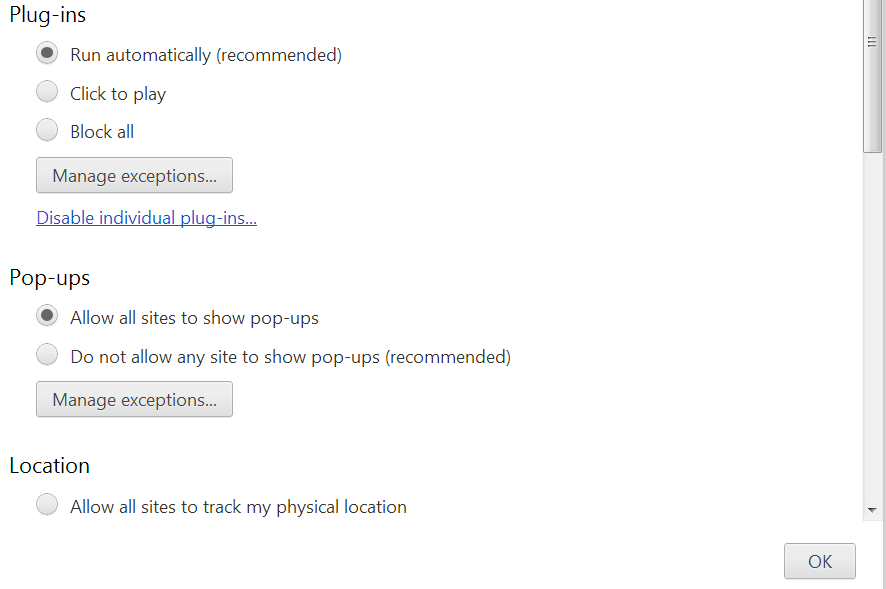 Plug-ins
Run automatically (recommended)
Click to play
Block all
Manage exceptions...
Disable individual plug-ins...
Pop-ups
Allow all sites to show pop-ups
Do not allow any site to show pop-ups (recommended)
Manage exceptions...
Location
Allow all sites to track my physical location
OK